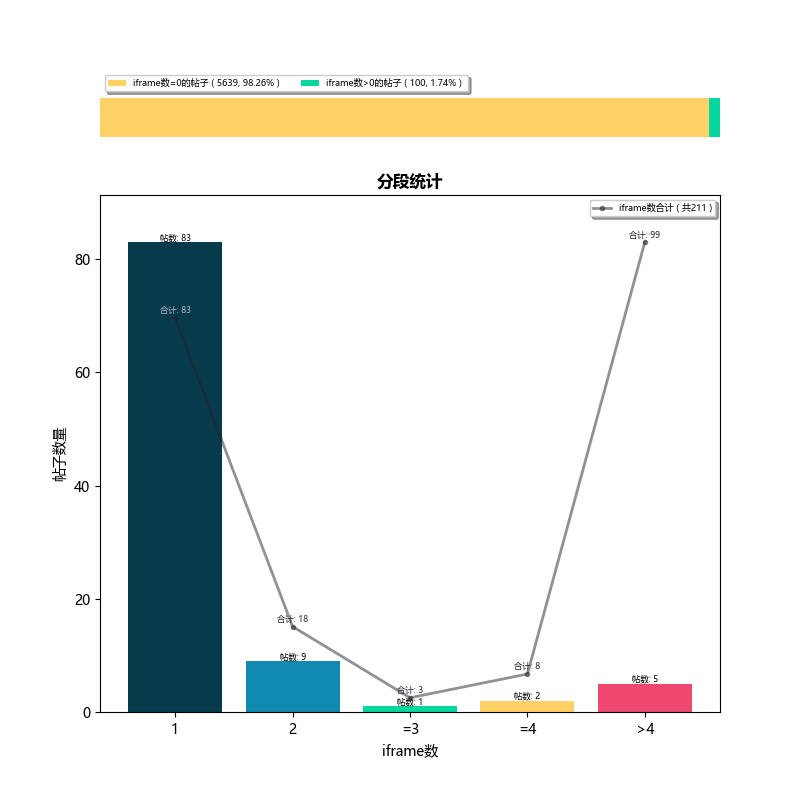 iframe数=0的帖子 ( 5639, 98.26% )
iframe数>0的帖子 ( 100, 1.74% )
分段统计
iframe数合计 ( 共211 )
帖子数量
80
60
40
20
0
帖数: 83
合计: 83
合计: 18
帖数: 9
合计: 3
帖数: 1
合计: 8
帖数: 2
合计: 99
帖数: 5
1
2
=3
=4
>4
iframe数